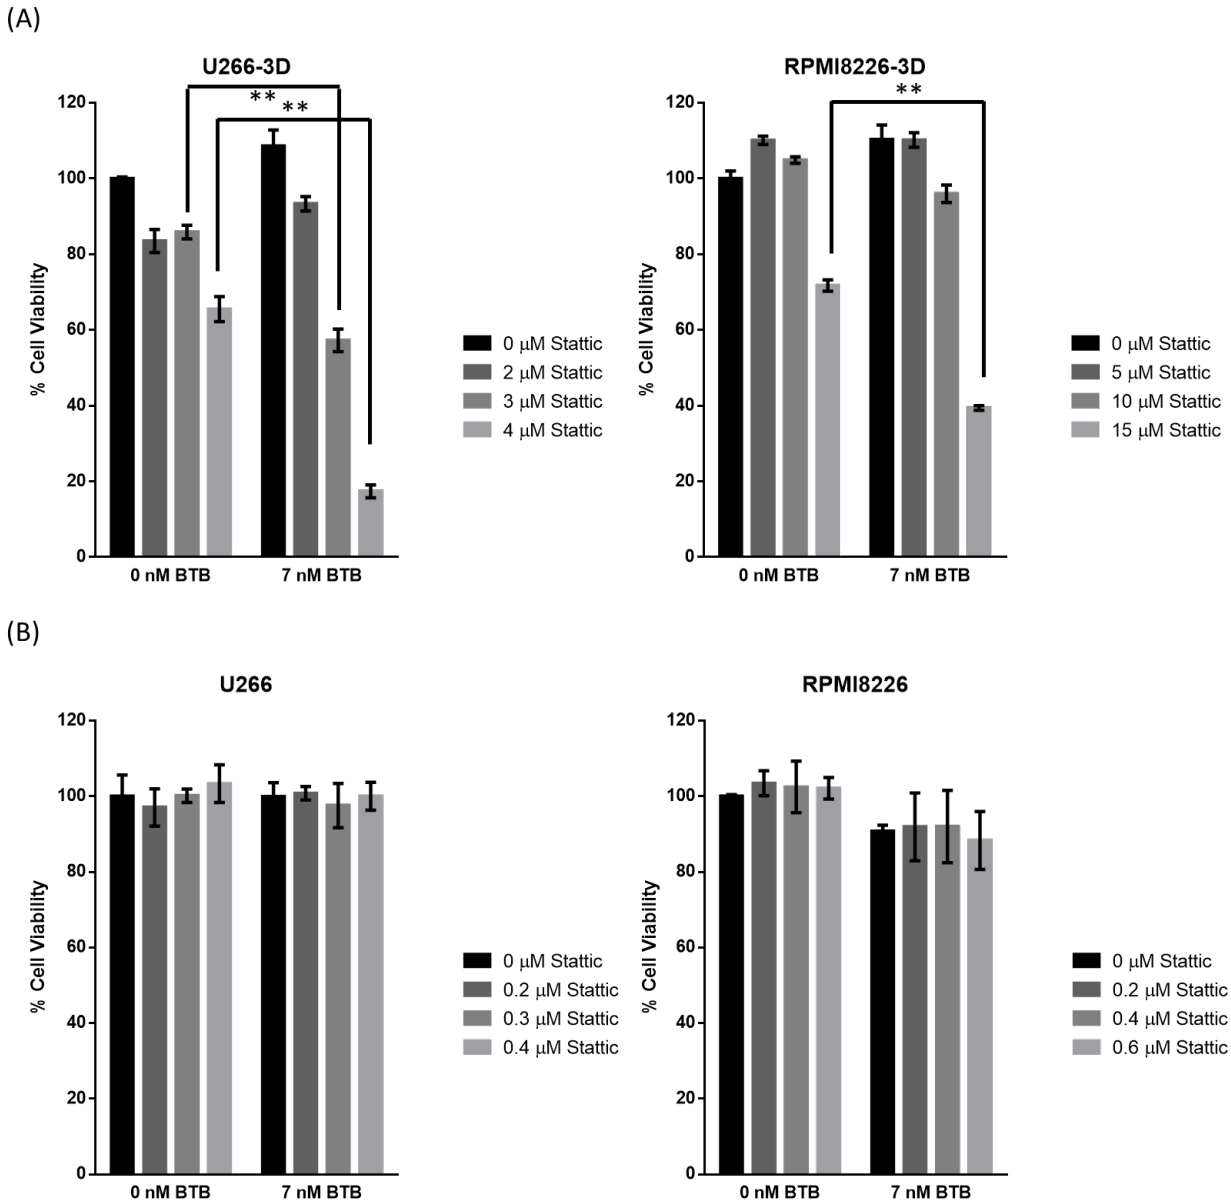 (A)
U266-3D
**
**
120
100
80
60
40
20
0
% Cell Viability
0 nM BTB
7 nM BTB
0 μM Stattic
2 μM Stattic
3 μM Stattic
4 μM Stattic
RPMI8226-3D
**
120
100
80
60
40
20
0
% Cell Viability
0 nM BTB
7 nM BTB
0 μM Stattic
5 μM Stattic
10 μM Stattic
15 μM Stattic
(B)
U266
120
100
80
60
40
20
0
% Cell Viability
0 nM BTB
7 nM BTB
0 μM Stattic
0.2 μM Stattic
0.3 μM Stattic
0.4 μM Stattic
RPMI8226
120
100
80
60
40
20
0
% Cell Viability
0 nM BTB
7 nM BTB
0 μM Stattic
0.2 μM Stattic
0.4 μM Stattic
0.6 μM Stattic